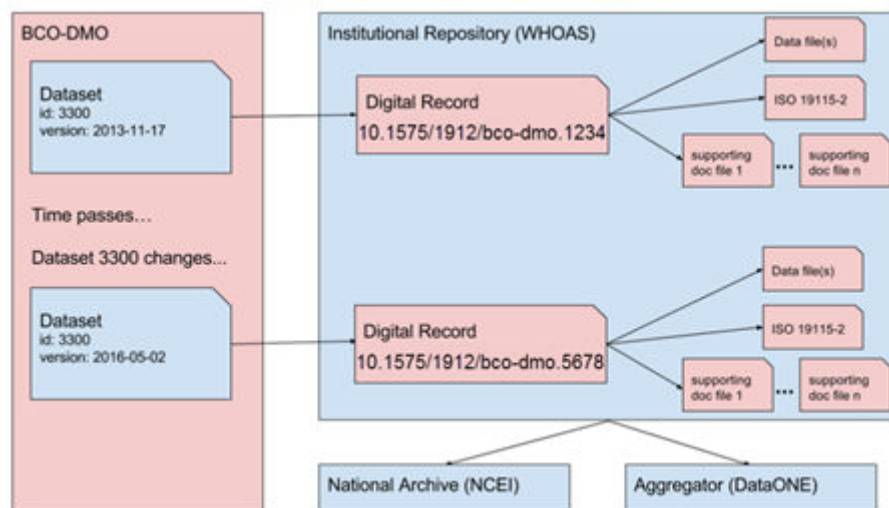 BCO-DMO
Dataset
id: 3300
version: 2013-11-17
Time passes…
Dataset 3300 changes...
Dataset
id: 3300
version: 2016-05-02
Institutional Repository (WHOAS)
Digital Record
10.1575/1912/bco-dmo.1234
Data file(s)
ISO 19115-2
supporting
doc file 1
...
supporting
doc file n
Digital Record
10.1575/1912/bco-dmo.5678
Data file(s)
ISO 19115-2
supporting
doc file 1
...
supporting
doc file n
National Archive (NCEI)
Aggregator (DataONE)